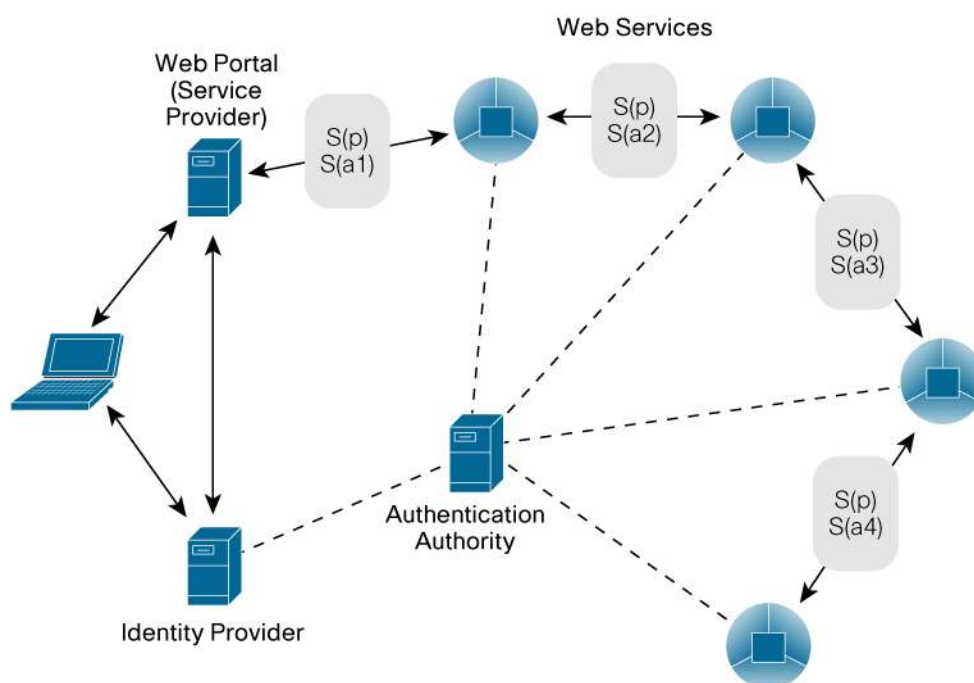 Web Services
Web Portal
(Service
Provider)
S(p)
S(a1)
S(p)
S(a2)
S(p)
S(a3)
S(p)
S(a4)
Authentication
Authority
Identity Provider